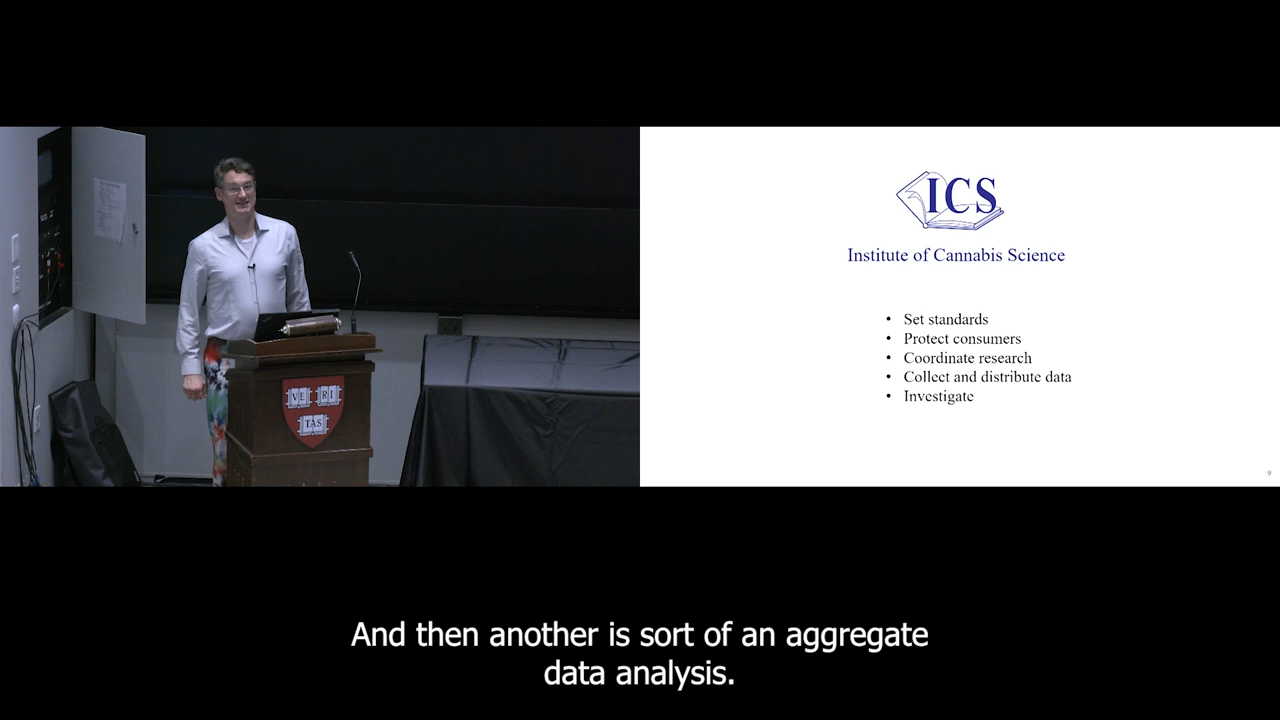 VE RI
TAS
ICS
Institute of Cannabis Science
• Set standards
• Protect consumers
• Coordinate research
• Collect and distribute data
• Investigate
9
And then another is sort of an aggregate
data analysis.